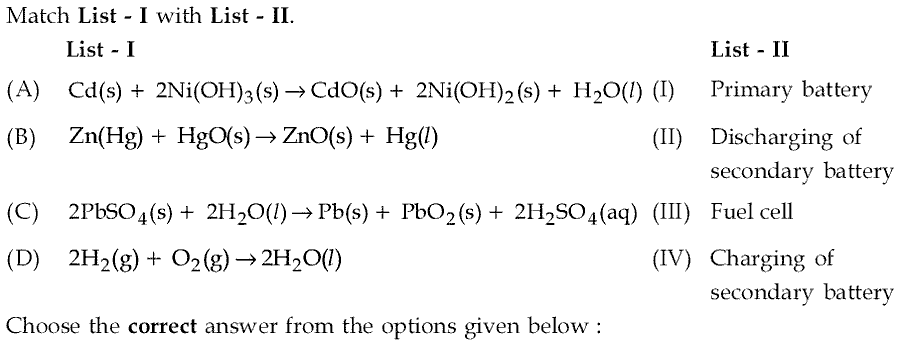 Match List - I with List - II.
List - I List - II
(A) Cd(s) + 2Ni(OH)₃(s) → CdO(s) + 2Ni(OH)₂(s) + H₂O(l) (I) Primary battery
(B) Zn(Hg) + HgO(s) → ZnO(s) + Hg(l) (II) Discharging of
secondary battery
(C) 2PbSO₄(s) + 2H₂O(l) → Pb(s) + PbO₂(s) + 2H₂SO₄(aq) (III) Fuel cell
(D) 2H₂(g) + O₂(g) → 2H₂O(l) (IV) Charging of
secondary battery
Choose the correct answer from the options given below :